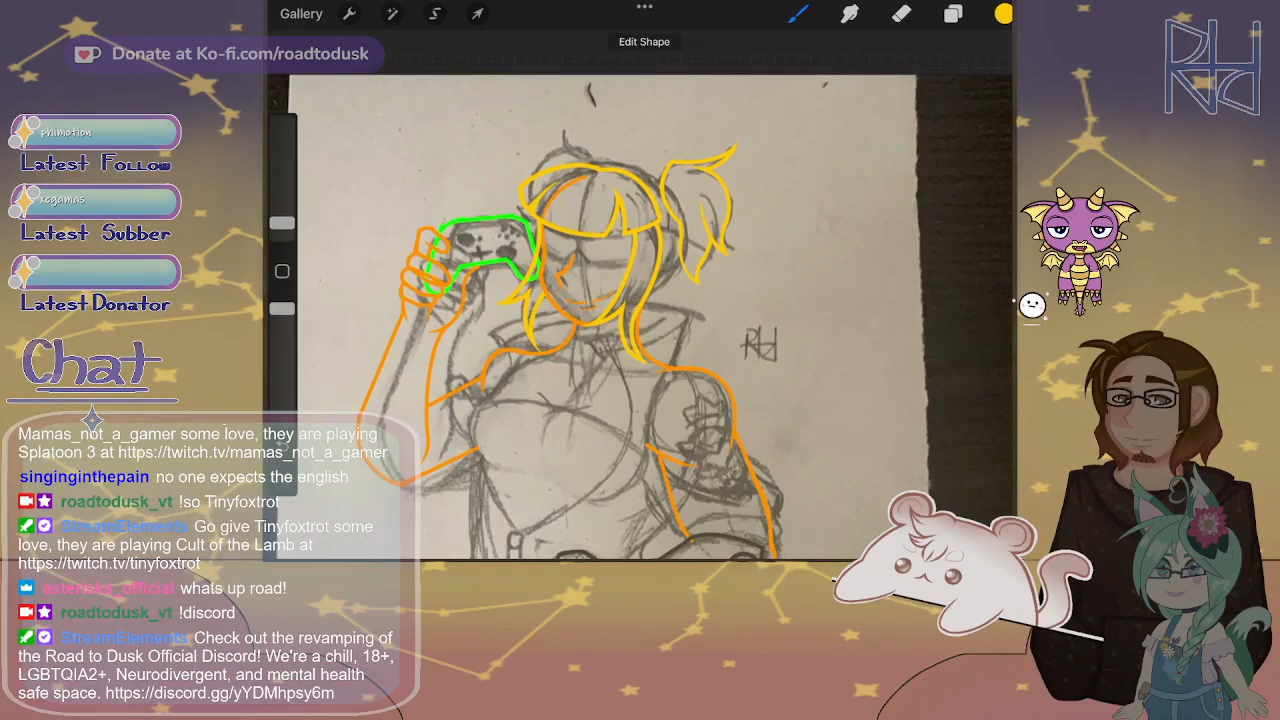 Gallery
Edit Shape
Donate at Ko-fi.com/roadtodusk
phimotion
Latest Follow
xcgamas
Latest Subber
Latest Donator
Chat
Mamas_not_a_gamer some love, they are playing
Splatoon 3 at https://twitch.tv/mamas_not_a_gamer
singinginthepain no one expects the english
roadtodusk_vt !so Tinyfoxtrot
StreamElements Go give Tinyfoxtrot some
love, they are playing Cult of the Lamb at
https://twitch.tv/tinyfoxtrot
asterisks_official whats up road!
roadtodusk_vt !discord
StreamElements Check out the revamping of
the Road to Dusk Official Discord! We're a chill, 18+,
LGBTQIA2+, Neurodivergent, and mental health
safe space. https://discord.gg/yYDMhpsy6m
Rtd
Rtd